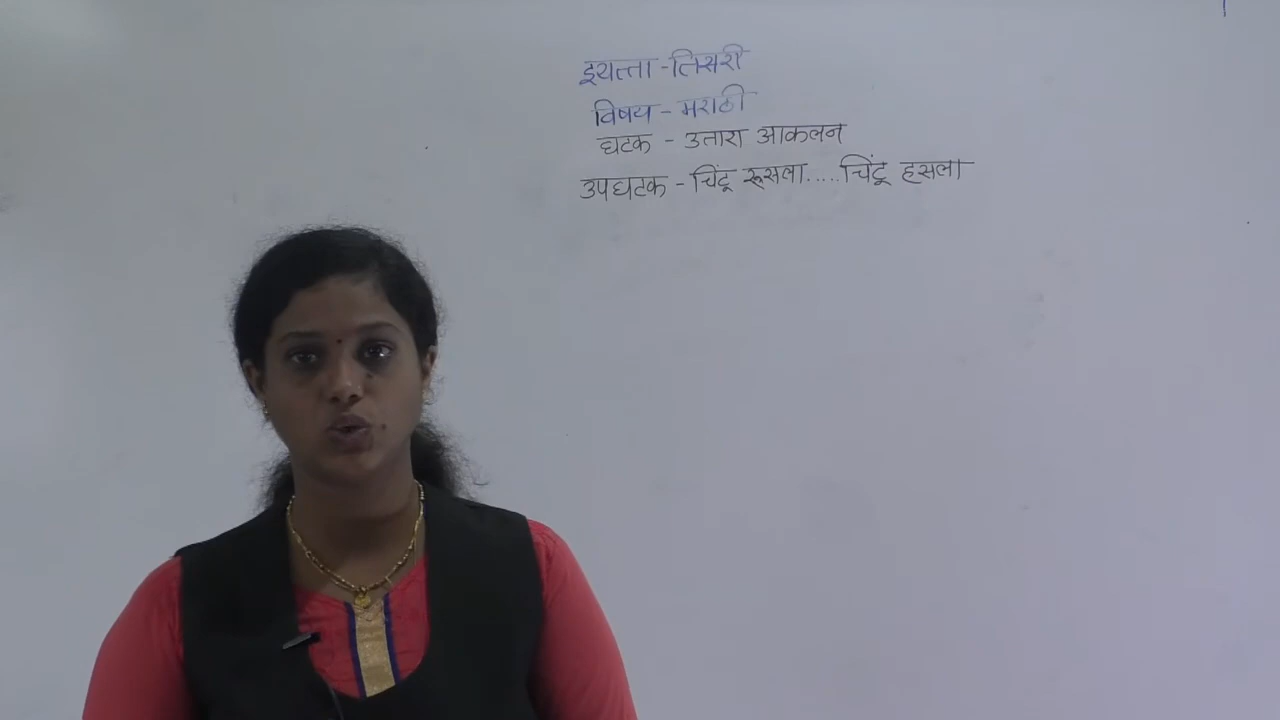 इयत्ता - तिसरी
विषय - मराठी
घटक - उतारा आकलन
उपघटक - चिंटू रूसला.....चिंटू हसला